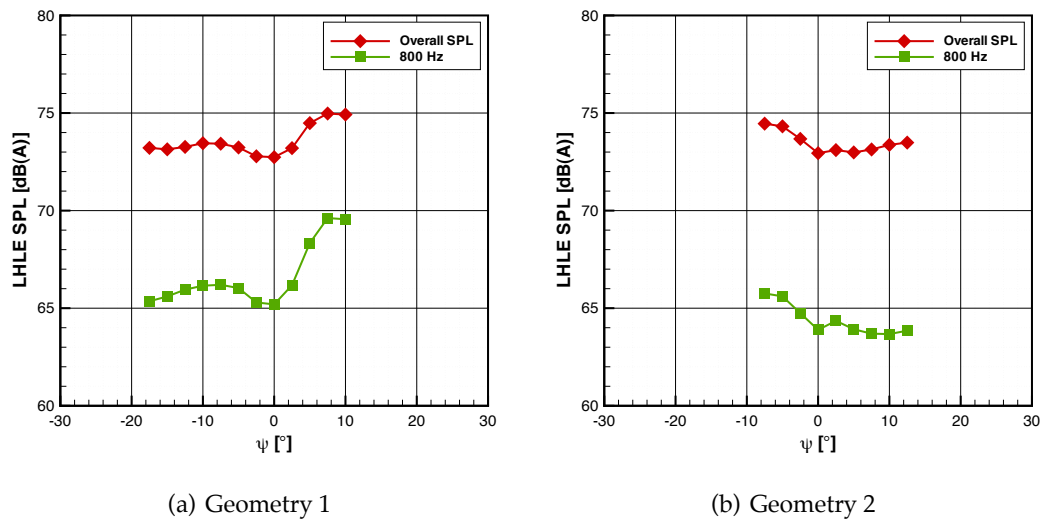 80
75
70
65
60
LHLE SPL [dB(A)]
Overall SPL
800 Hz
-30 -20 -10 0 10 20 30
ψ [°]
(a) Geometry 1
80
75
70
65
60
LHLE SPL [dB(A)]
Overall SPL
800 Hz
-30 -20 -10 0 10 20 30
ψ [°]
(b) Geometry 2